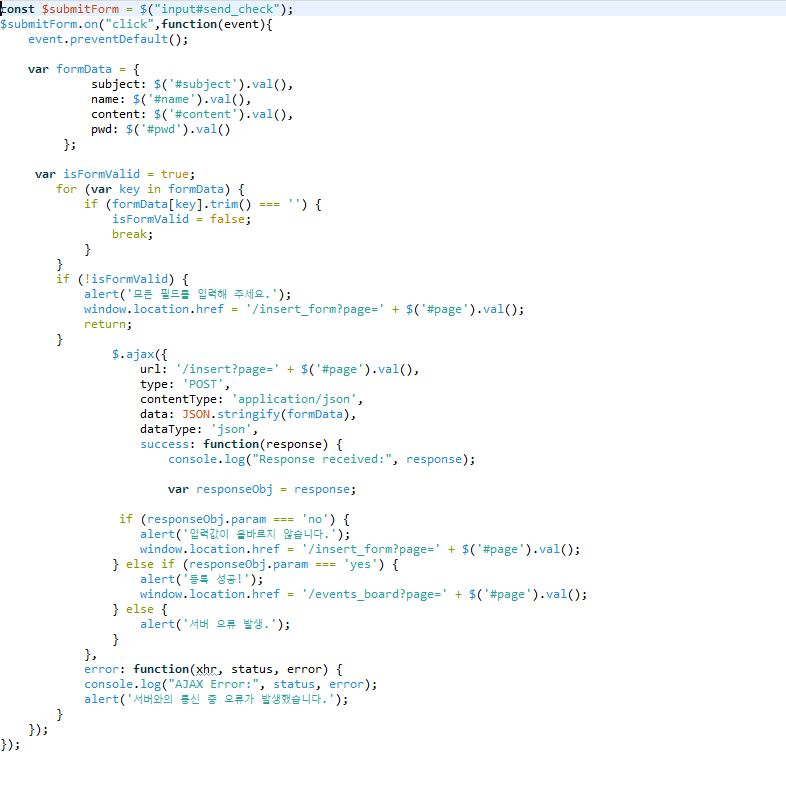 const $submitForm = $("input#send_check");
$submitForm.on("click",function(event){
    event.preventDefault();

    var formData = {
             subject: $('#subject').val(),
             name: $('#name').val(),
             content: $('#content').val(),
             pwd: $('#pwd').val()
         };

     var isFormValid = true;
        for (var key in formData) {
            if (formData[key].trim() === '') {
                isFormValid = false;
                break;
            }
        }
        if (!isFormValid) {
            alert('모든 필드를 입력해 주세요.');
            window.location.href = '/insert_form?page=' + $('#page').val();
            return;
        }
                $.ajax({
                    url: '/insert?page=' + $('#page').val(),
                    type: 'POST',
                    contentType: 'application/json',
                    data: JSON.stringify(formData),
                    dataType: 'json',
                    success: function(response) {
                        console.log("Response received:", response);

                        var responseObj = response;

                 if (responseObj.param === 'no') {
                    alert('입력값이 올바르지 않습니다.');
                    window.location.href = '/insert_form?page=' + $('#page').val();
                } else if (responseObj.param === 'yes') {
                    alert('등록 성공!');
                    window.location.href = '/events_board?page=' + $('#page').val();
                } else {
                    alert('서버 오류 발생.');
                }
            },
            error: function(xhr, status, error) {
            console.log("AJAX Error:", status, error);
            alert('서버와의 통신 중 오류가 발생했습니다.');
        }
    });
});